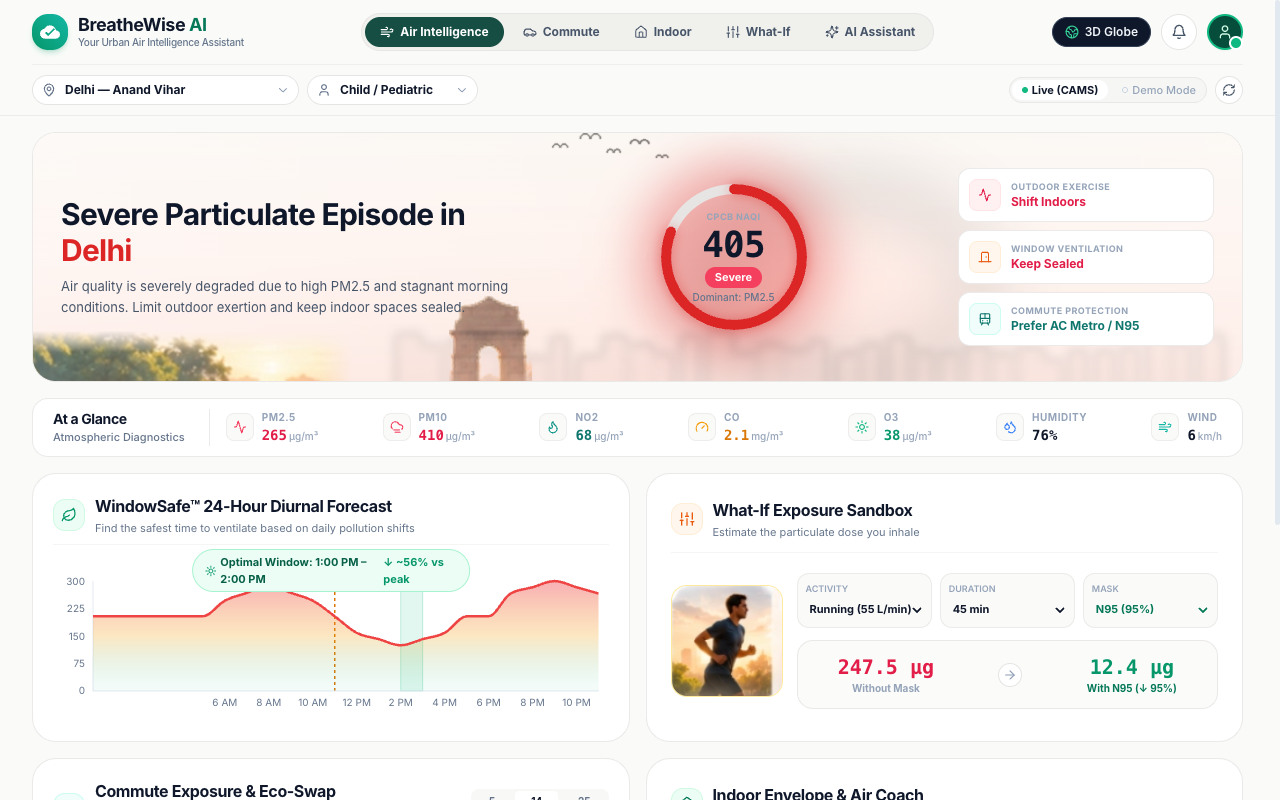 BreatheWise AI
Your Urban Air Intelligence Assistant
Air Intelligence
Commute
Indoor
What-If
AI Assistant
3D Globe
Delhi — Anand Vihar
Child / Pediatric
Live (CAMS)
Demo Mode
Severe Particulate Episode in
Delhi
Air quality is severely degraded due to high PM2.5 and stagnant morning
conditions. Limit outdoor exertion and keep indoor spaces sealed.
CPCB NAQI
405
Severe
Dominant: PM2.5
OUTDOOR EXERCISE
Shift Indoors
WINDOW VENTILATION
Keep Sealed
COMMUTE PROTECTION
Prefer AC Metro / N95
At a Glance
Atmospheric Diagnostics
PM2.5
265 µg/m³
PM10
410 µg/m³
NO2
68 µg/m³
CO
2.1 mg/m³
O3
38 µg/m³
HUMIDITY
76%
WIND
6 km/h
WindowSafe™ 24-Hour Diurnal Forecast
Find the safest time to ventilate based on daily pollution shifts
Optimal Window: 1:00 PM –
2:00 PM
↓ ~56% vs
peak
300
225
150
75
0
6 AM
8 AM
10 AM
12 PM
2 PM
4 PM
6 PM
8 PM
10 PM
What-If Exposure Sandbox
Estimate the particulate dose you inhale
ACTIVITY
Running (55 L/min)
DURATION
45 min
MASK
N95 (95%)
247.5 µg
Without Mask
12.4 µg
With N95 (↓ 95%)
Commute Exposure & Eco-Swap
Indoor Envelope & Air Coach